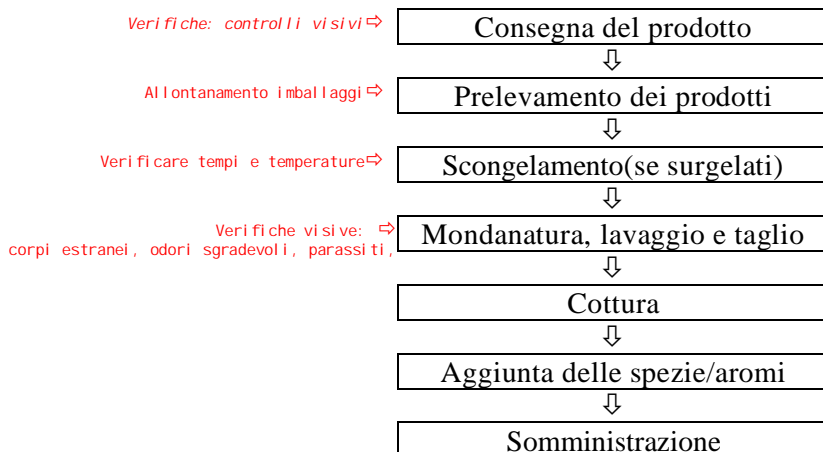 Verifiche: controlli visivi⇨ Consegna del prodotto
⇩
Allontanamento imballaggi⇨ Prelevamento dei prodotti
⇩
Verificare tempi e temperature⇨ Scongelamento(se surgelati)
⇩
Verifiche visive: ⇨ Mondanatura, lavaggio e taglio
corpi estranei, odori sgradevoli, parassiti,
⇩
Cottura
⇩
Aggiunta delle spezie/aromi
⇩
Somministrazione